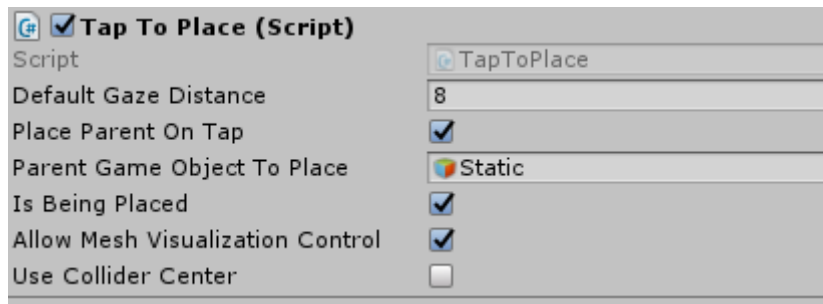 Tap To Place (Script)
Script TapToPlace
Default Gaze Distance 8
Place Parent On Tap
Parent Game Object To Place Static
Is Being Placed
Allow Mesh Visualization Control
Use Collider Center